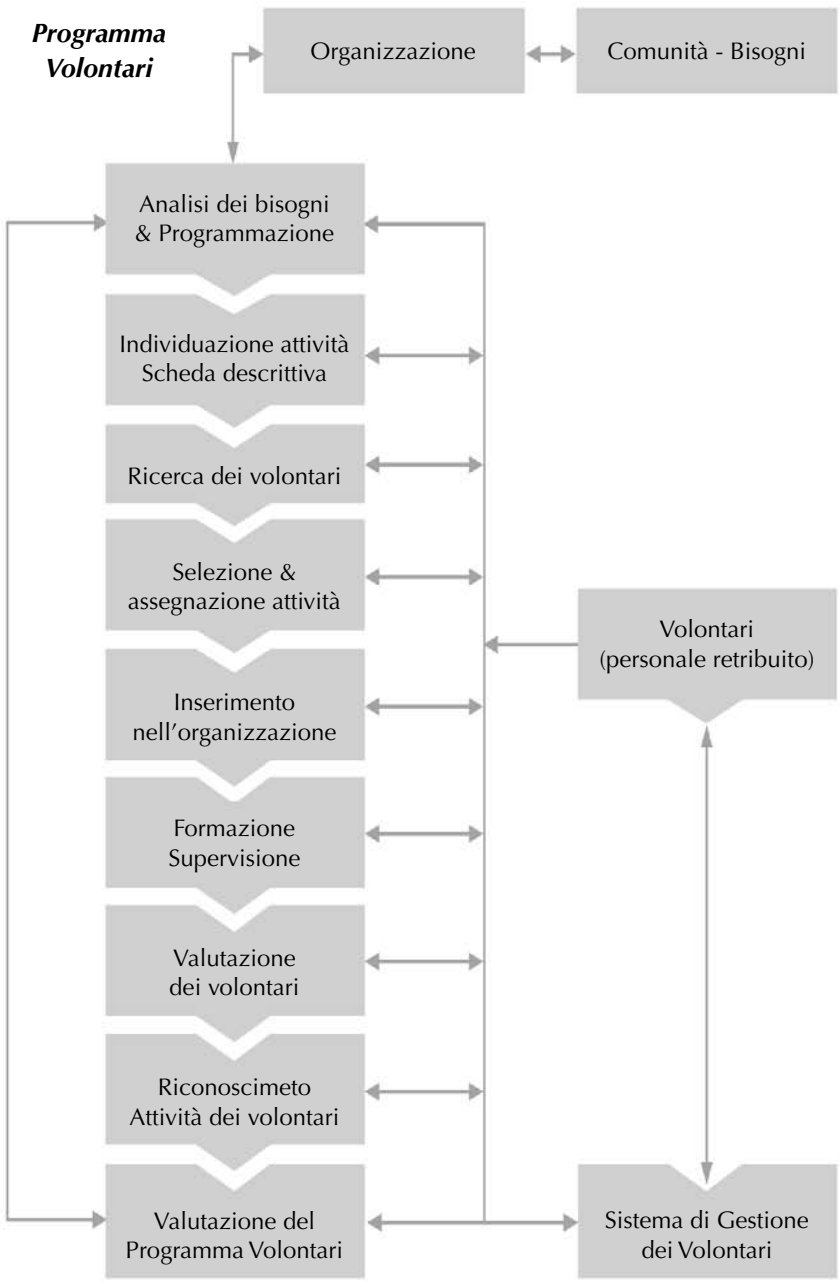 Programma
Volontari
Organizzazione
Comunità - Bisogni
Analisi dei bisogni
& Programmazione
Individuazione attività
Scheda descrittiva
Ricerca dei volontari
Selezione &
assegnazione attività
Volontari
(personale retribuito)
Inserimento
nell'organizzazione
Formazione
Supervisione
Valutazione
dei volontari
Riconoscimeto
Attività dei volontari
Valutazione del
Programma Volontari
Sistema di Gestione
dei Volontari